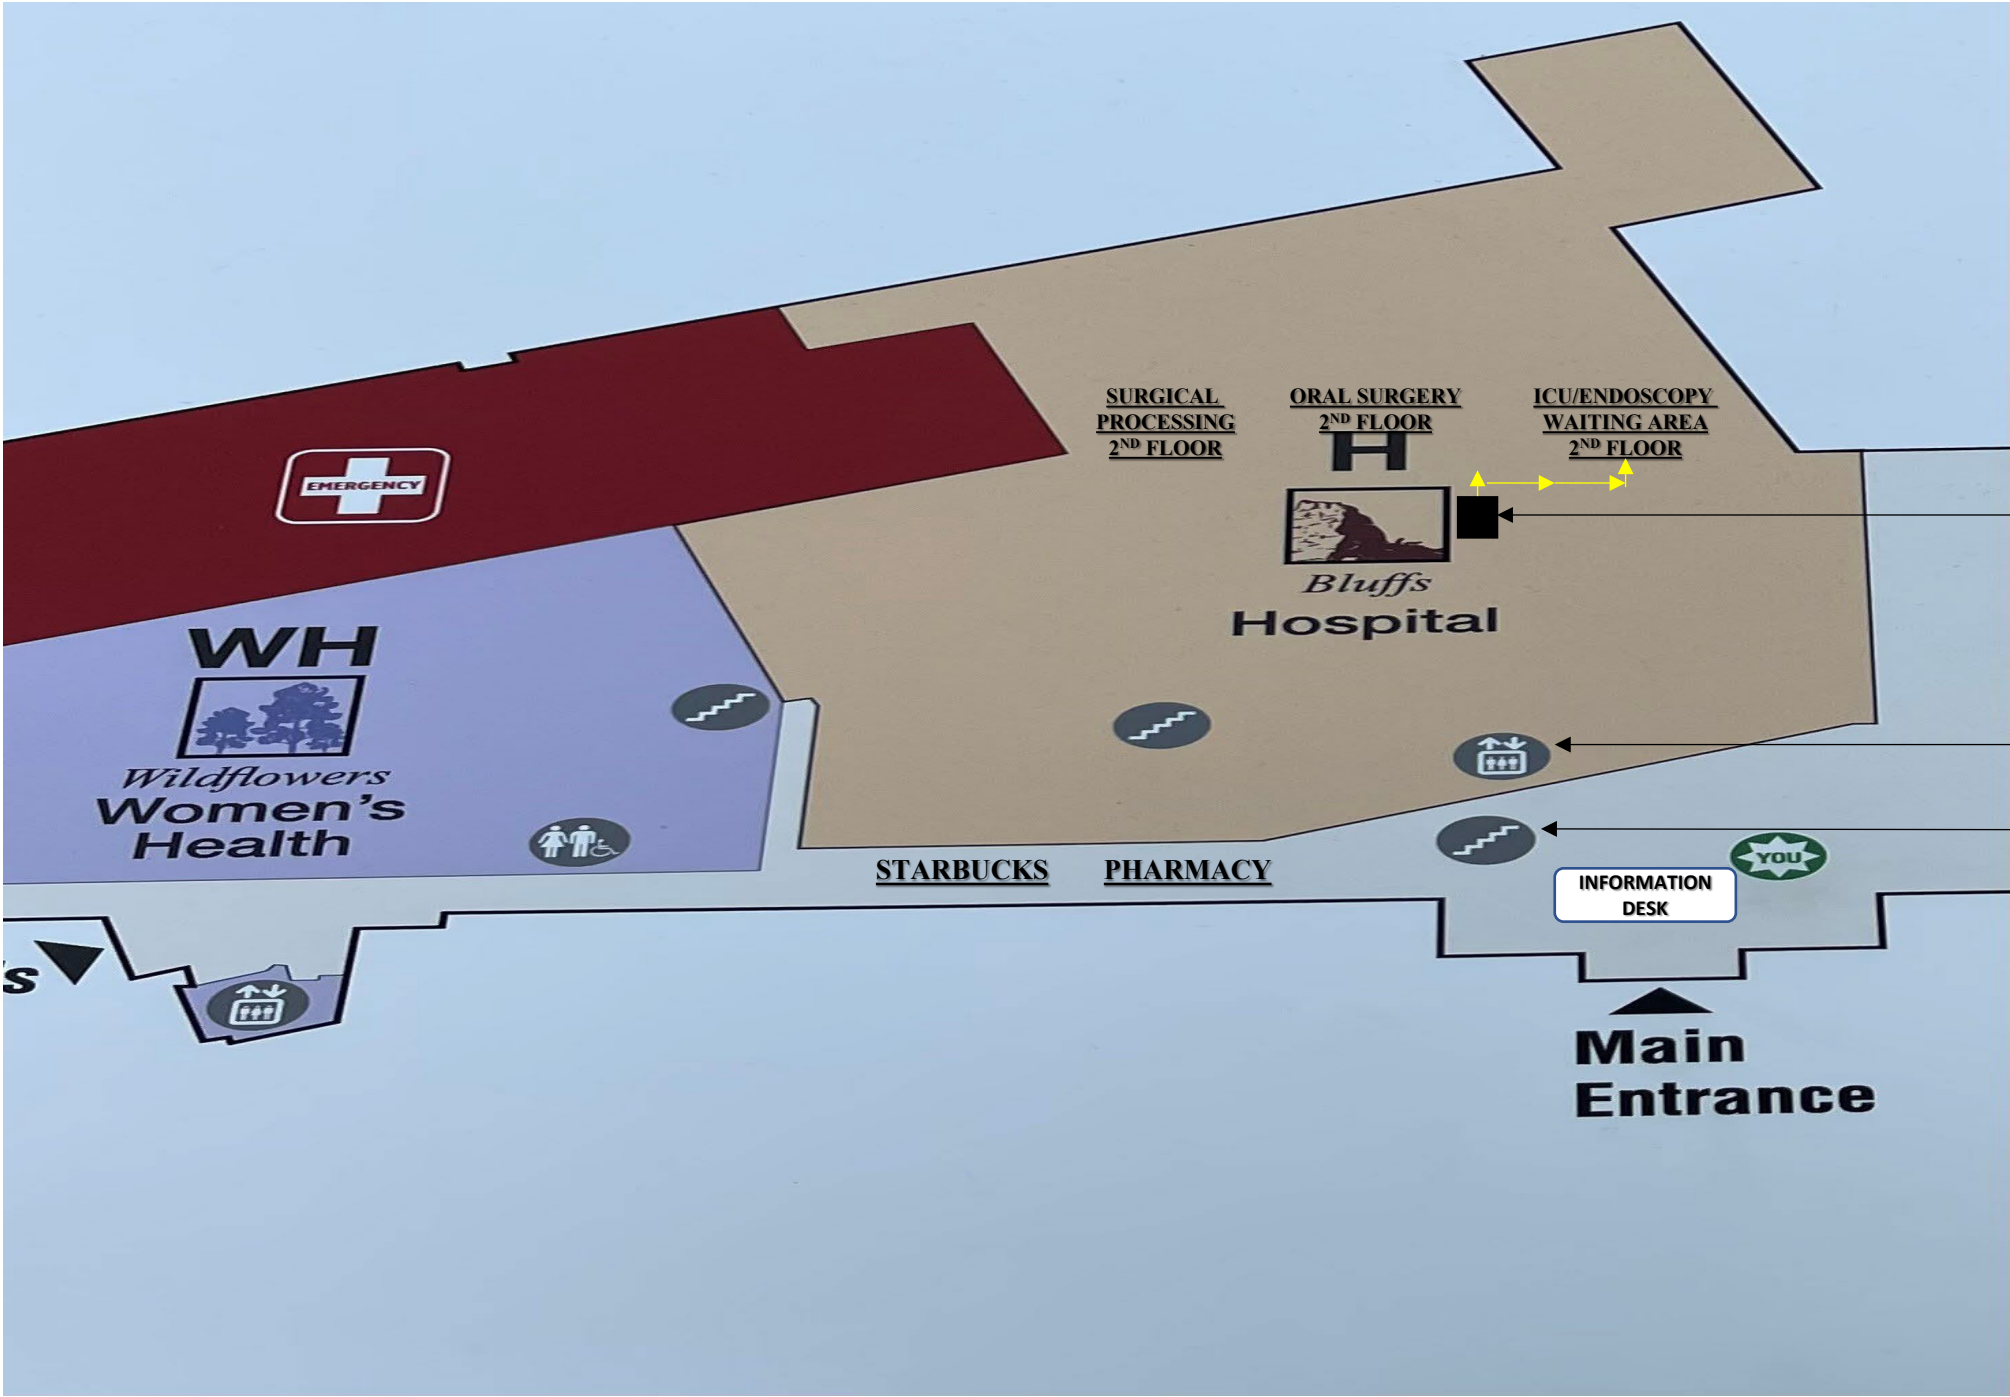 SURGICAL
PROCESSING
2ND FLOOR
ORAL SURGERY
2ND FLOOR
ICU/ENDOSCOPY
WAITING AREA
2ND FLOOR
H
Bluffs
Hospital
EMERGENCY
WH
Wildflowers
Women's
Health
STARBUCKS
PHARMACY
YOU
INFORMATION
DESK
s
Main
Entrance